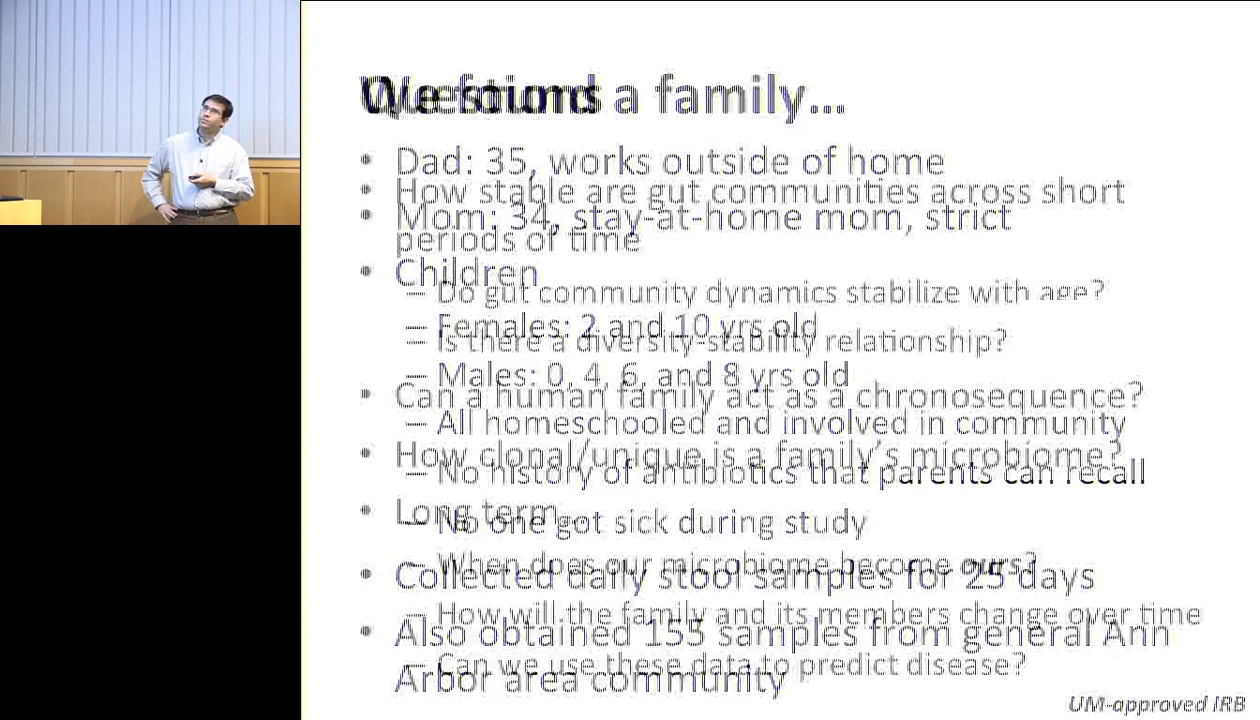 We found a family…
Questions
• Dad: 35, works outside of home
• How stable are gut communities across short
• Mom: 34, stay-at-home mom, strict
periods of time
• Children
– Do gut community dynamics stabilize with age?
– Females: 2 and 10 yrs old
– Is there a diversity-stability relationship?
– Males: 0, 4, 6, and 8 yrs old
• Can a human family act as a chronosequence?
– All homeschooled and involved in community
• How clonal/unique is a family’s microbiome?
– No history of antibiotics that parents can recall
• Long term…
– No one got sick during study
– When does our microbiome become ours?
• Collected daily stool samples for 25 days
– How will the family and its members change over time
• Also obtained 155 samples from general Ann
– Can we use these data to predict disease?
Arbor area community
UM-approved IRB